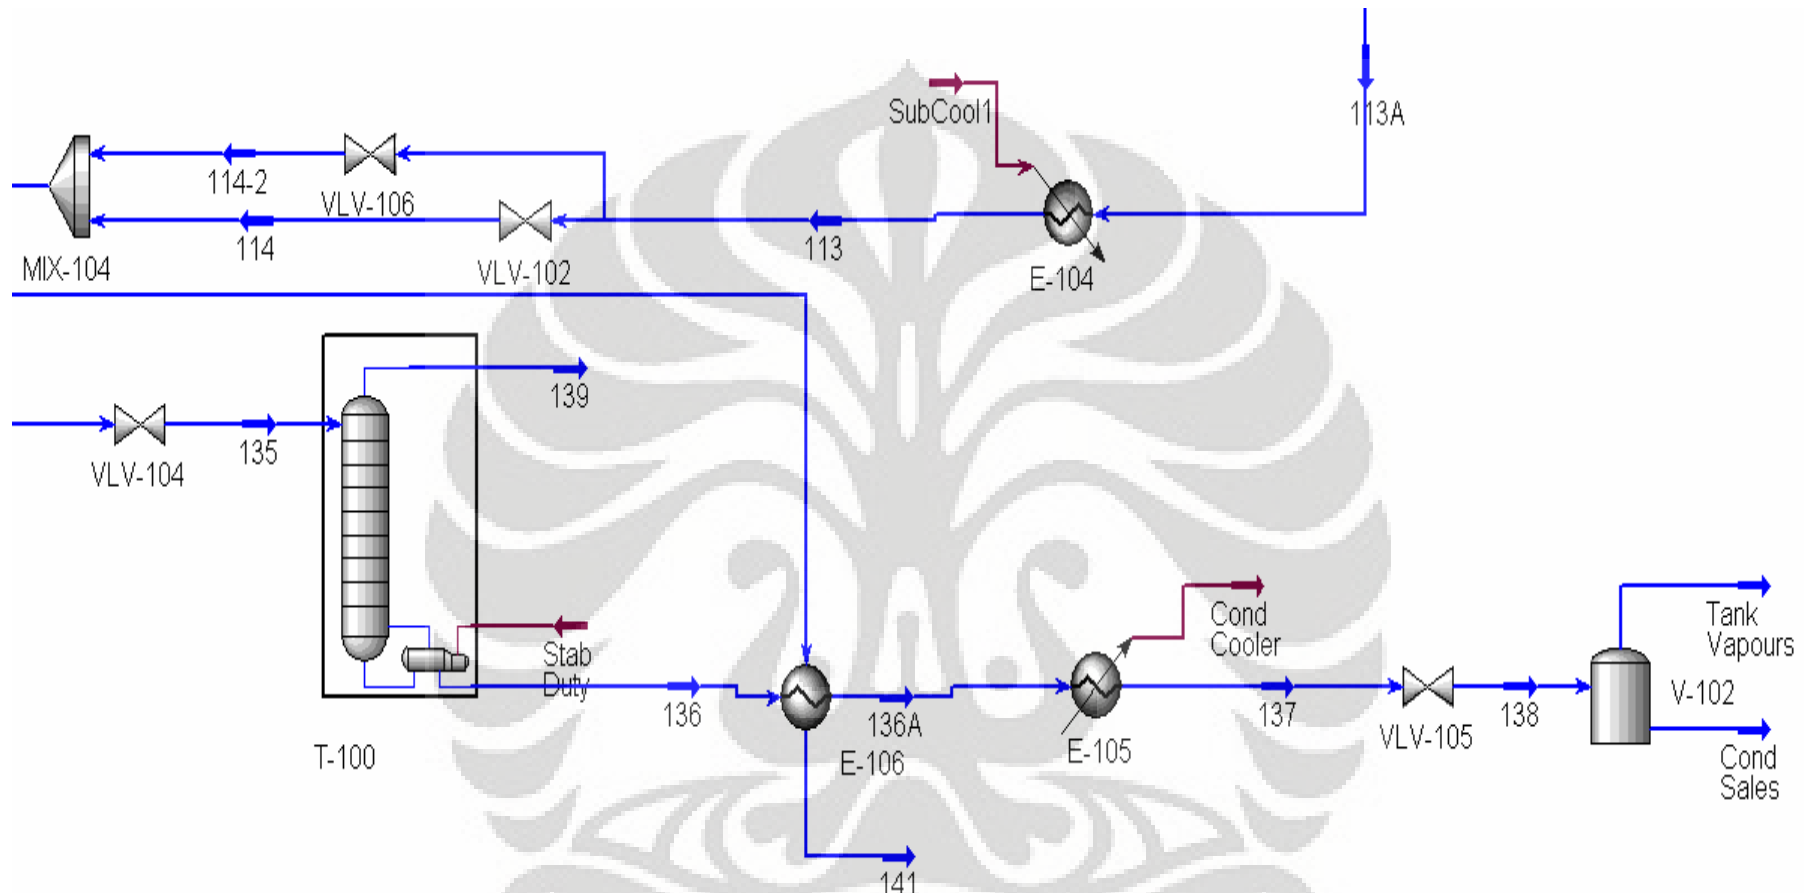 SubCool1
113A
114-2
VLV-106
114
VLV-102
113
MIX-104
E-104
139
VLV-104
135
Stab
Duty
Cond
Cooler
Tank
Vapours
136
136A
137
138
V-102
T-100
E-106
E-105
VLV-105
Cond
Sales
141